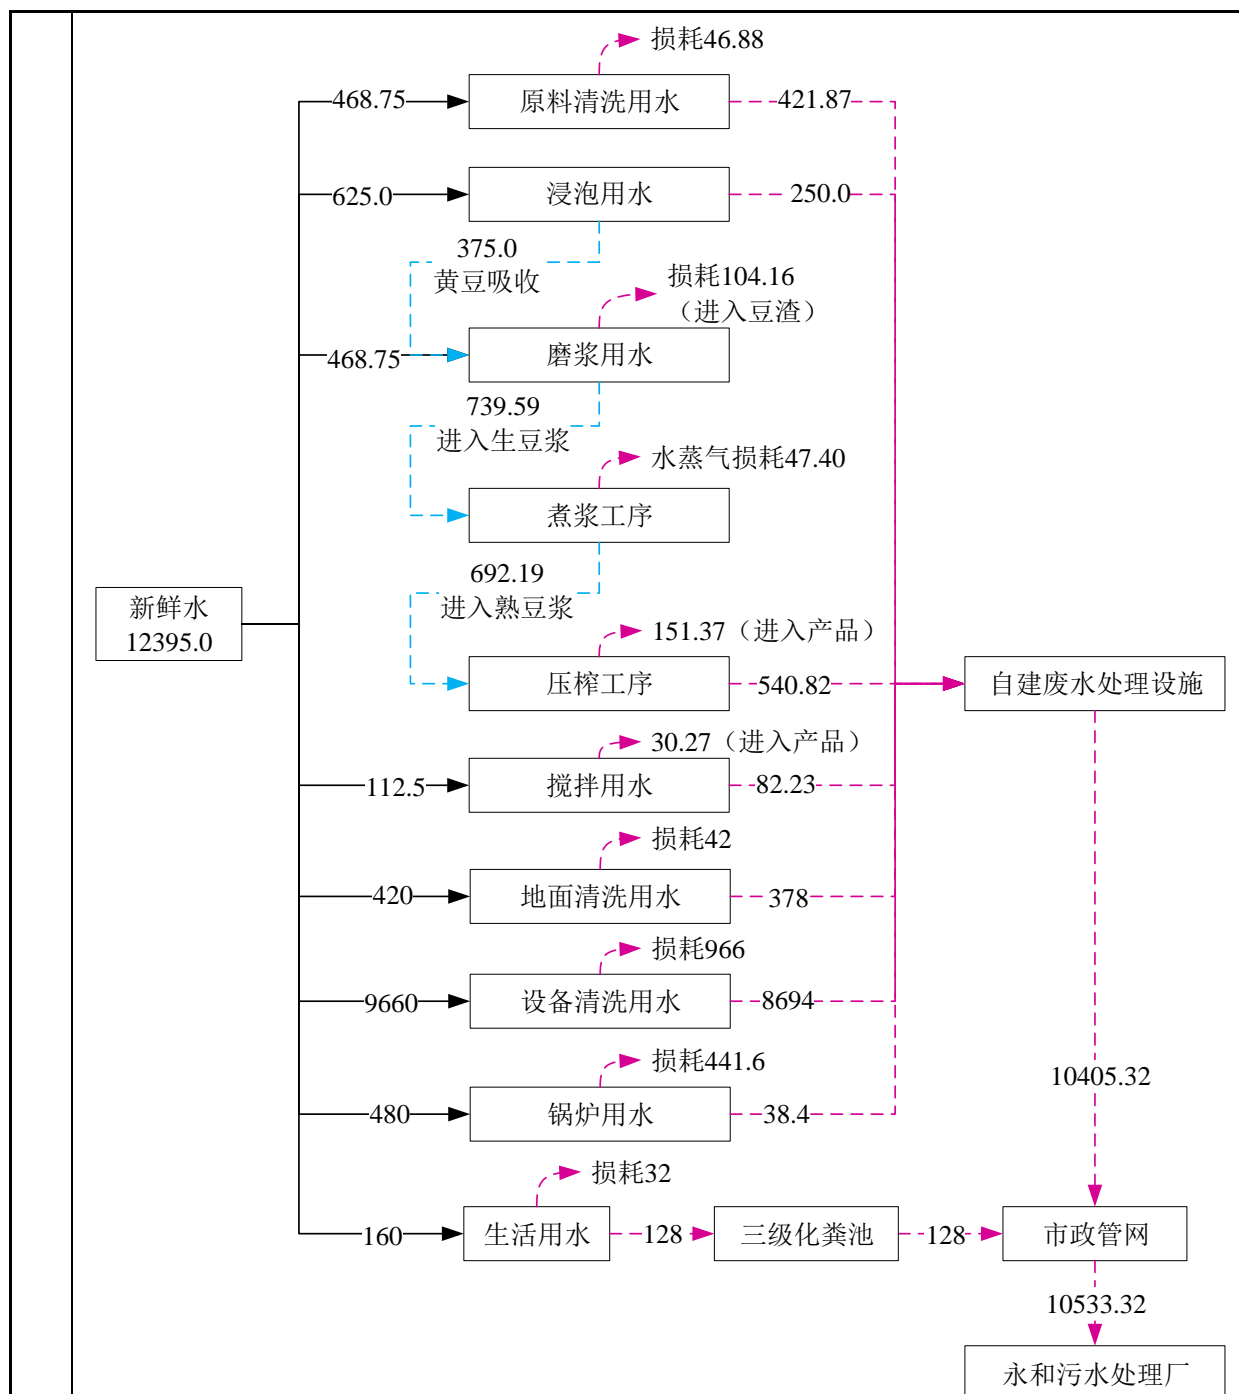 损耗46.88
468.75
原料清洗用水
421.87
625.0
浸泡用水
250.0
375.0
黄豆吸收
损耗104.16
（进入豆渣）
468.75
磨浆用水
739.59
进入生豆浆
水蒸气损耗47.40
煮浆工序
692.19
进入熟豆浆
新鲜水
12395.0
151.37（进入产品）
压榨工序
540.82
自建废水处理设施
30.27（进入产品）
112.5
搅拌用水
82.23
损耗42
420
地面清洗用水
378
损耗966
9660
设备清洗用水
8694
损耗441.6
480
锅炉用水
38.4
10405.32
损耗32
160
生活用水
128
三级化粪池
128
市政管网
10533.32
永和污水处理厂